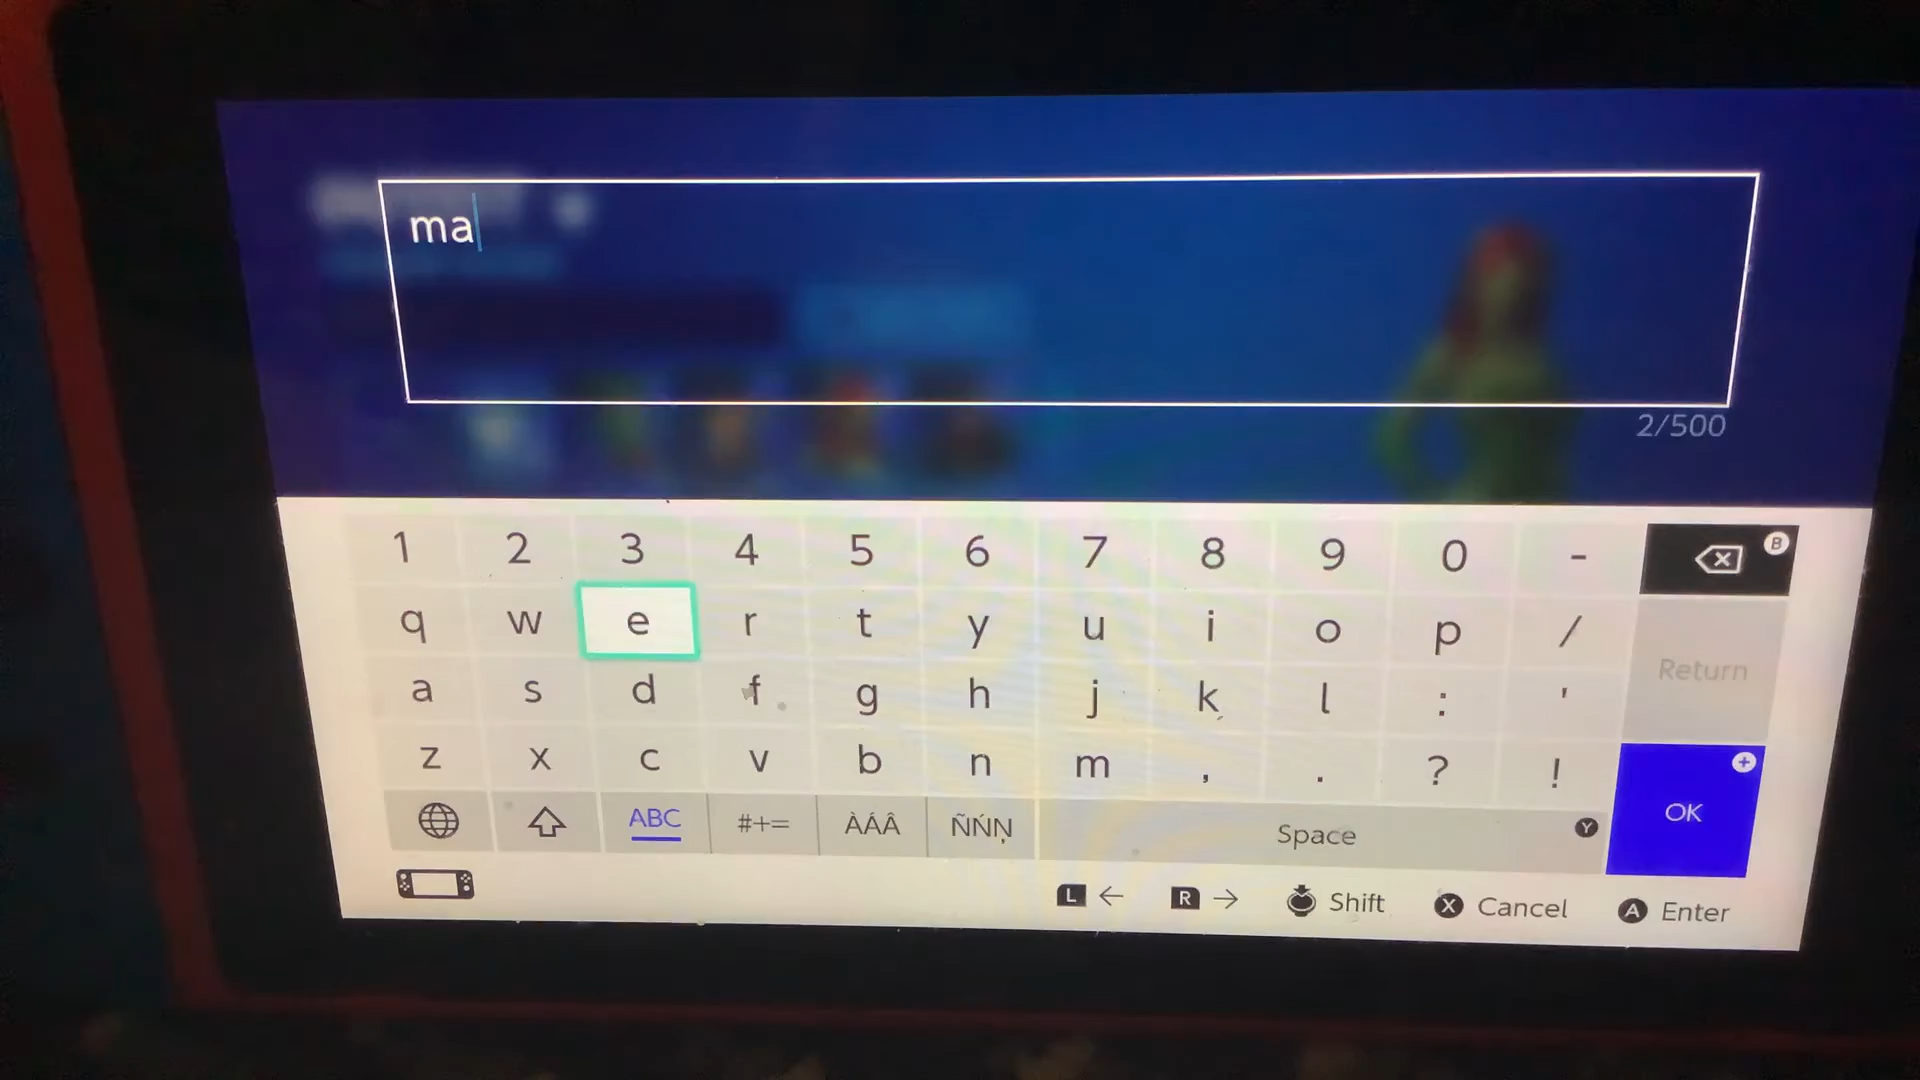 ma
2/500
1 2 3 4 5 6 7 8 9 0 - B
q w e r t y u i o p / Return
a s d f g h j k l : '
z x c v b n m , . ? ! + OK
ABC #+= ÀÁÂ ÑŃŅ Space Y
L ← R → Shift X Cancel A Enter